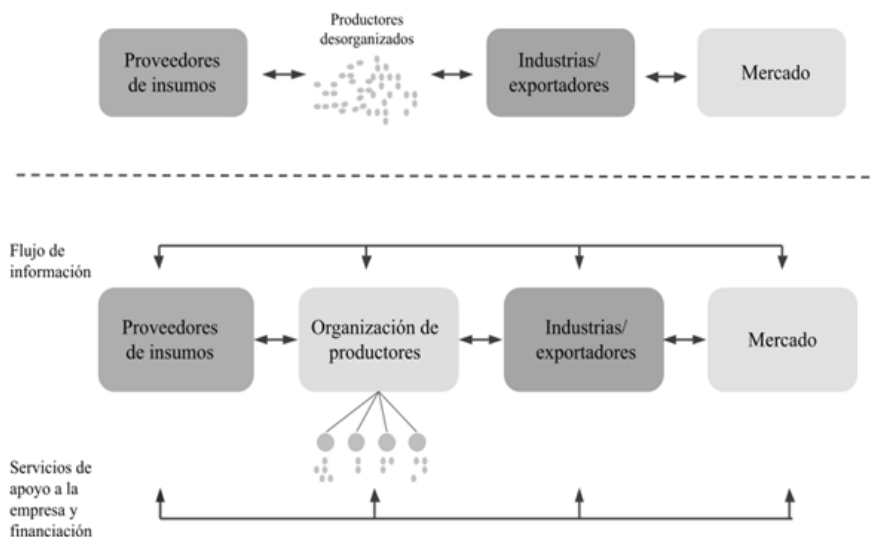 Productores
desorganizados
Proveedores
de insumos
Industrias/
exportadores
Mercado
Flujo de
información
Proveedores
de insumos
Organización de
productores
Industrias/
exportadores
Mercado
Servicios de
apoyo a la
empresa y
financiación